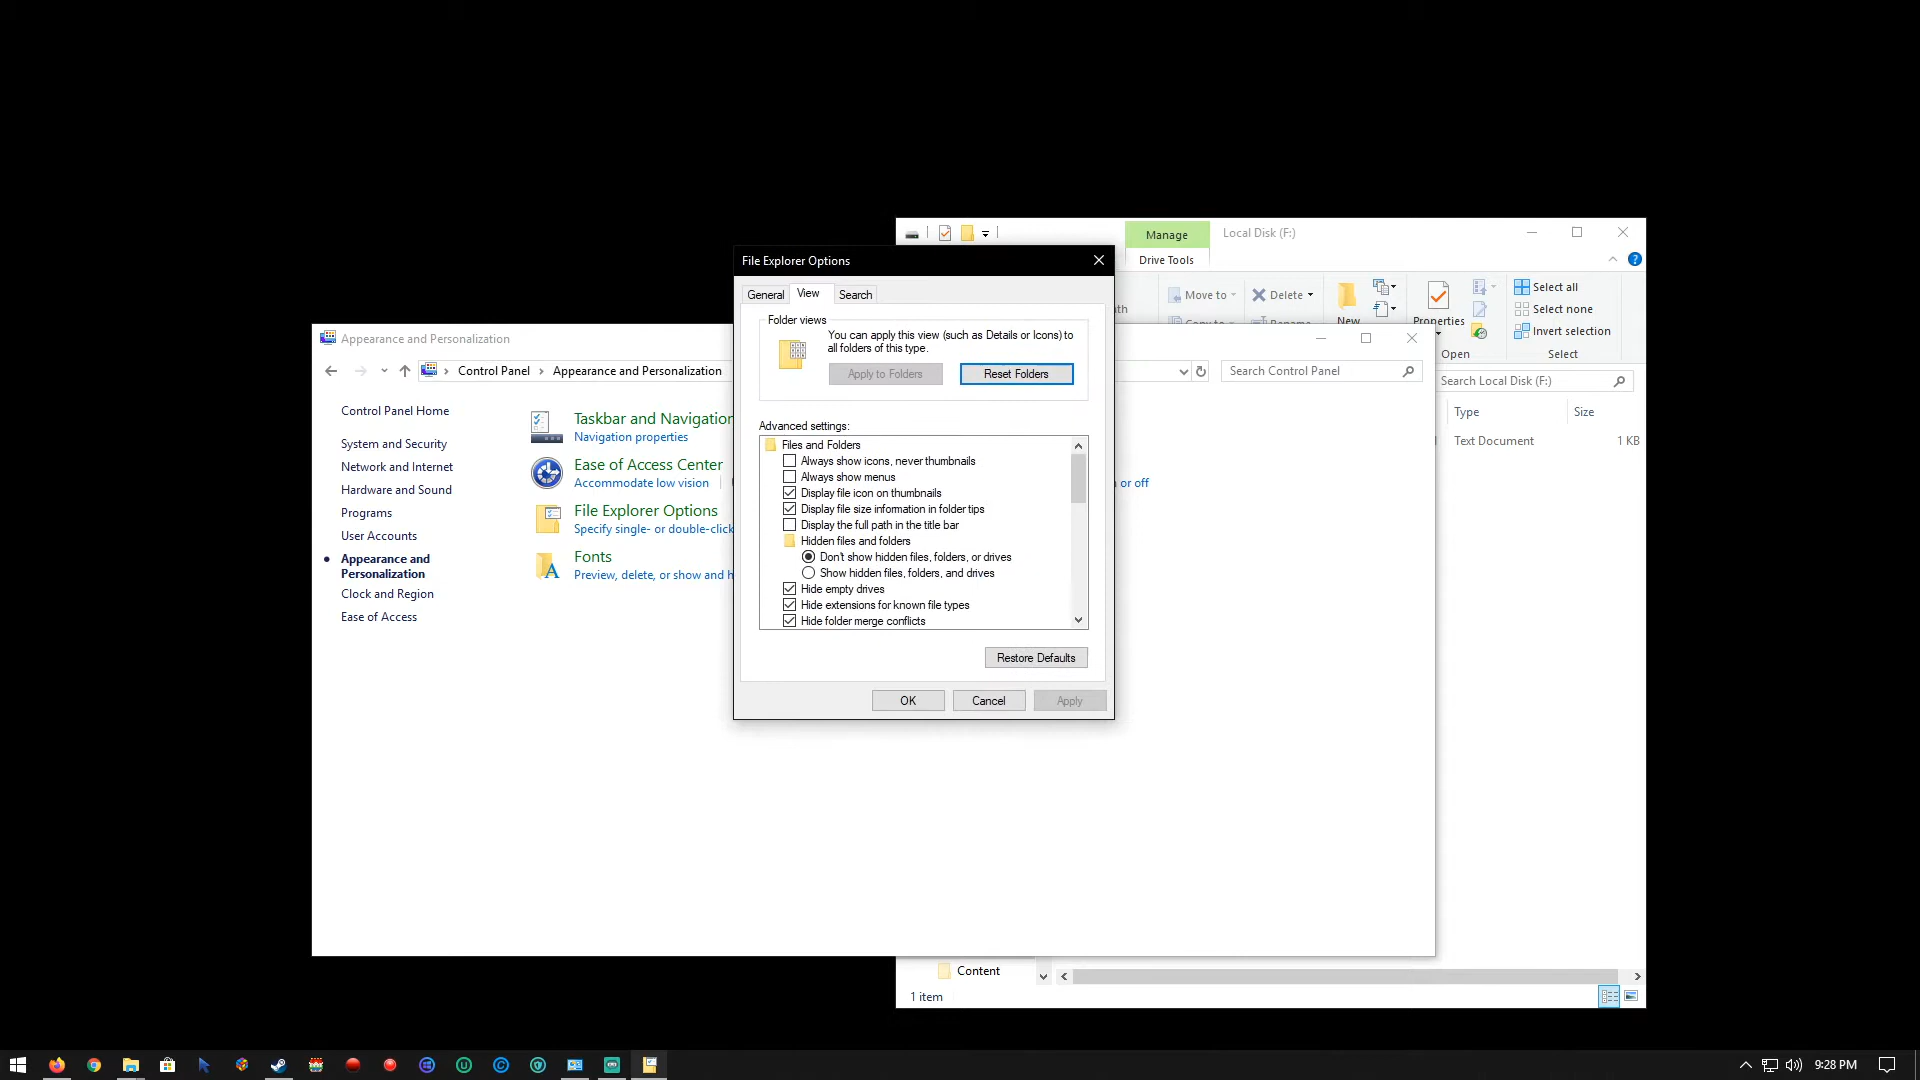 Manage
Local Disk (F:)
Drive Tools
Move to
Delete
New
Properties
Open
Select all
Select none
Invert selection
Select
Search Local Disk (F:)
Type
Size
Text Document
1 KB
Content
1 item
Appearance and Personalization
Control Panel
Appearance and Personalization
Search Control Panel
Control Panel Home
System and Security
Network and Internet
Hardware and Sound
Programs
User Accounts
Appearance and
Personalization
Clock and Region
Ease of Access
Taskbar and Navigation
Navigation properties
Ease of Access Center
Accommodate low vision
or off
File Explorer Options
Specify single- or double-click
Fonts
Preview, delete, or show and h
File Explorer Options
General
View
Search
Folder views
You can apply this view (such as Details or Icons) to
all folders of this type.
Apply to Folders
Reset Folders
Advanced settings:
Files and Folders
Always show icons, never thumbnails
Always show menus
Display file icon on thumbnails
Display file size information in folder tips
Display the full path in the title bar
Hidden files and folders
Don't show hidden files, folders, or drives
Show hidden files, folders, and drives
Hide empty drives
Hide extensions for known file types
Hide folder merge conflicts
Restore Defaults
OK
Cancel
Apply
9:28 PM